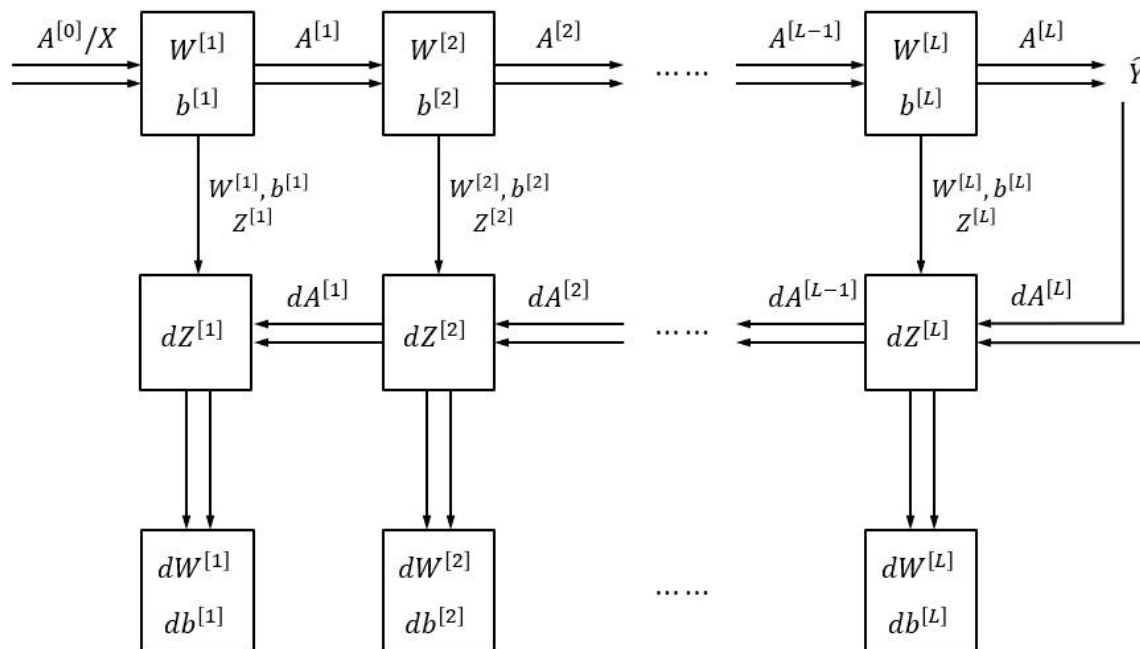 A^{[0]}/X
W^{[1]}
b^{[1]}
A^{[1]}
W^{[2]}
b^{[2]}
A^{[2]}
... ...
A^{[L−1]}
W^{[L]}
b^{[L]}
A^{[L]}
Ŷ
W^{[1]}, b^{[1]}
Z^{[1]}
W^{[2]}, b^{[2]}
Z^{[2]}
W^{[L]}, b^{[L]}
Z^{[L]}
dZ^{[1]}
dA^{[1]}
dZ^{[2]}
dA^{[2]}
... ...
dA^{[L−1]}
dZ^{[L]}
dA^{[L]}
dW^{[1]}
db^{[1]}
dW^{[2]}
db^{[2]}
... ...
dW^{[L]}
db^{[L]}